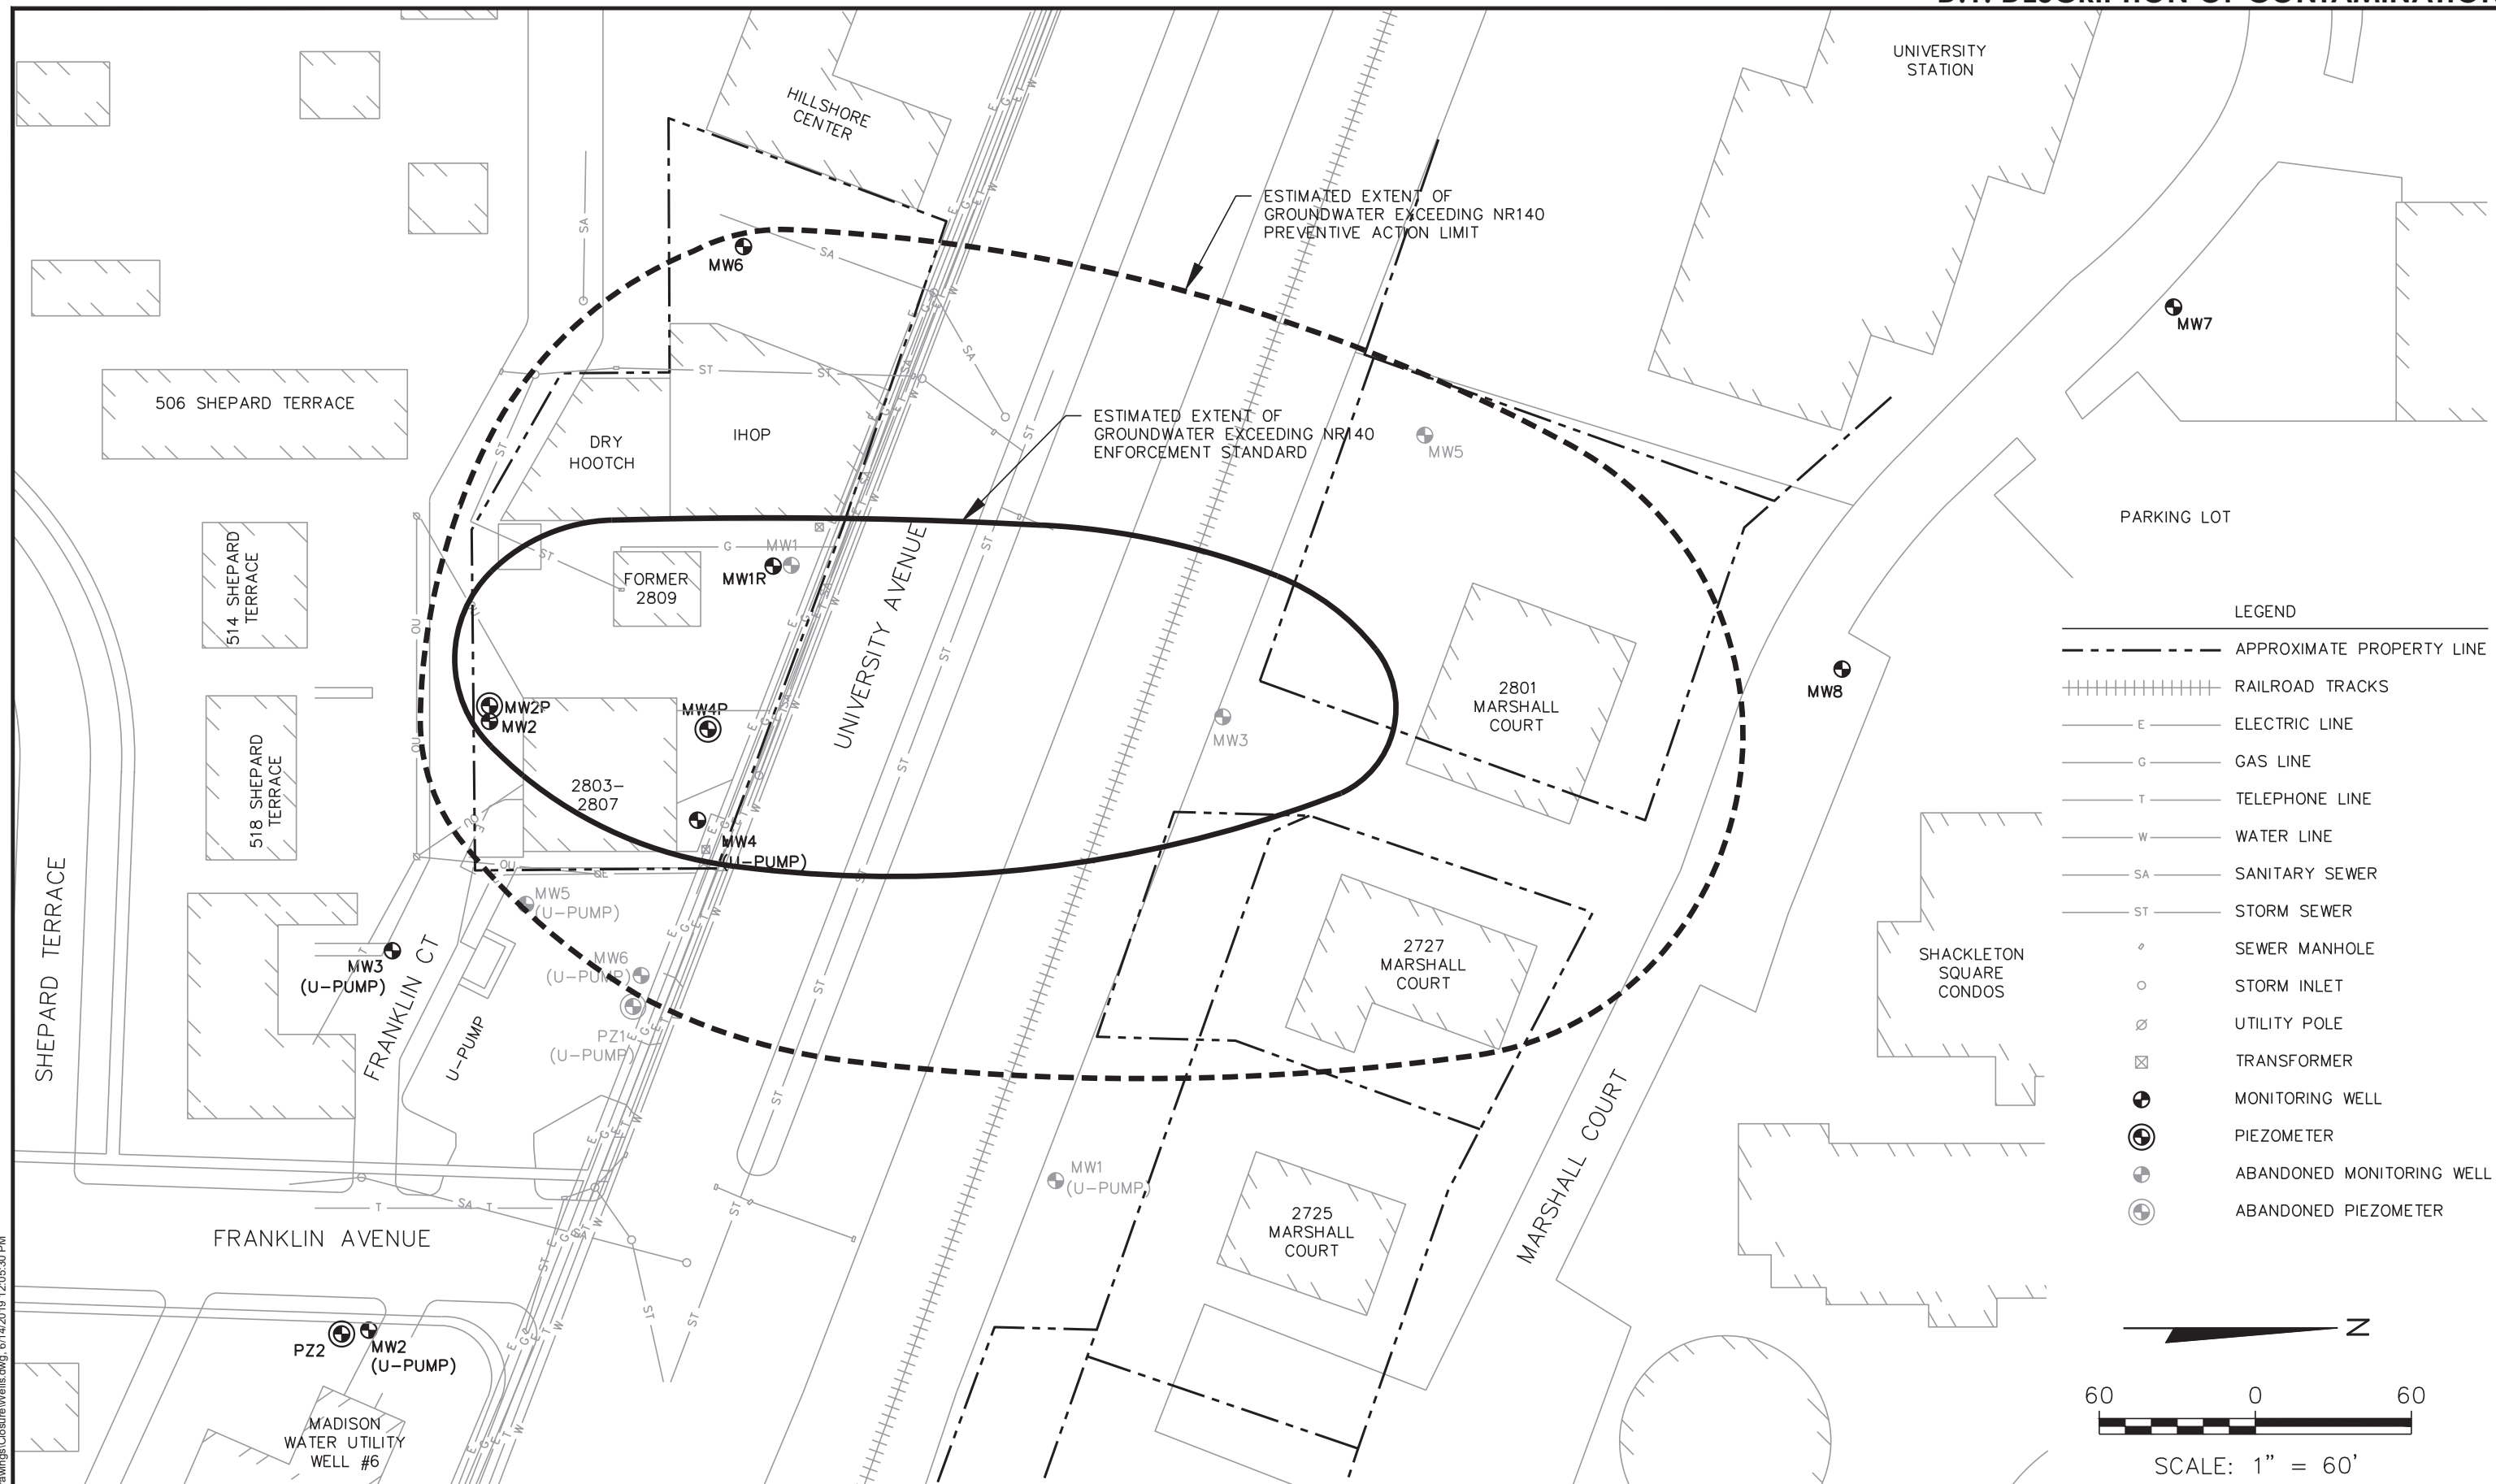 UNIVERSITY
STATION
HILLSHORE
CENTER
ESTIMATED EXTENT OF
GROUNDWATER EXCEEDING NR140
PREVENTIVE ACTION LIMIT
MW6
MW7
506 SHEPARD TERRACE
DRY
HOOTCH
IHOP
ESTIMATED EXTENT OF
GROUNDWATER EXCEEDING NR140
ENFORCEMENT STANDARD
MW5
PARKING LOT
514 SHEPARD
TERRACE
FORMER
2809
MW1
MW1R
UNIVERSITY AVENUE
MW2P
MW2
MW4P
MW3
2801
MARSHALL
COURT
MW8
518 SHEPARD
TERRACE
2803-
2807
MW4
(U-PUMP)
MW5
(U-PUMP)
MW6
(U-PUMP)
PZ1
(U-PUMP)
MW3
(U-PUMP)
SHEPARD TERRACE
FRANKLIN CT
U-PUMP
2727
MARSHALL
COURT
SHACKLETON
SQUARE
CONDOS
MW1
(U-PUMP)
2725
MARSHALL
COURT
MARSHALL COURT
FRANKLIN AVENUE
PZ2
MW2
(U-PUMP)
MADISON
WATER UTILITY
WELL #6
LEGEND
APPROXIMATE PROPERTY LINE
RAILROAD TRACKS
E ELECTRIC LINE
G GAS LINE
T TELEPHONE LINE
W WATER LINE
SA SANITARY SEWER
ST STORM SEWER
SEWER MANHOLE
STORM INLET
UTILITY POLE
TRANSFORMER
MONITORING WELL
PIEZOMETER
ABANDONED MONITORING WELL
ABANDONED PIEZOMETER
N
60 0 60
SCALE: 1" = 60'